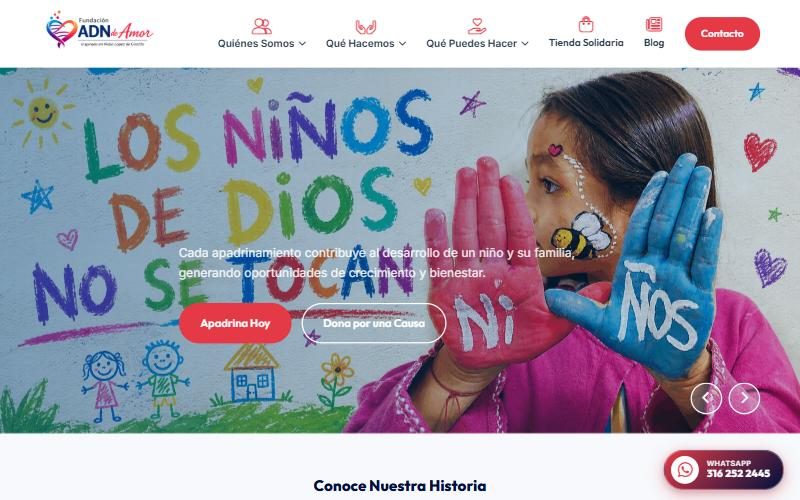 Fundación
ADN de Amor
Quiénes Somos
Qué Hacemos
Qué Puedes Hacer
Tienda Solidaria
Blog
Contacto
LOS NIÑOS
DE DIOS
NO SE TOCAN
Cada apadrinamiento contribuye al desarrollo de un niño y su familia,
generando oportunidades de crecimiento y bienestar.
Apadrina Hoy
Dona por una Causa
Ni
ÑOS
Conoce Nuestra Historia
WHATSAPP
316 252 2445